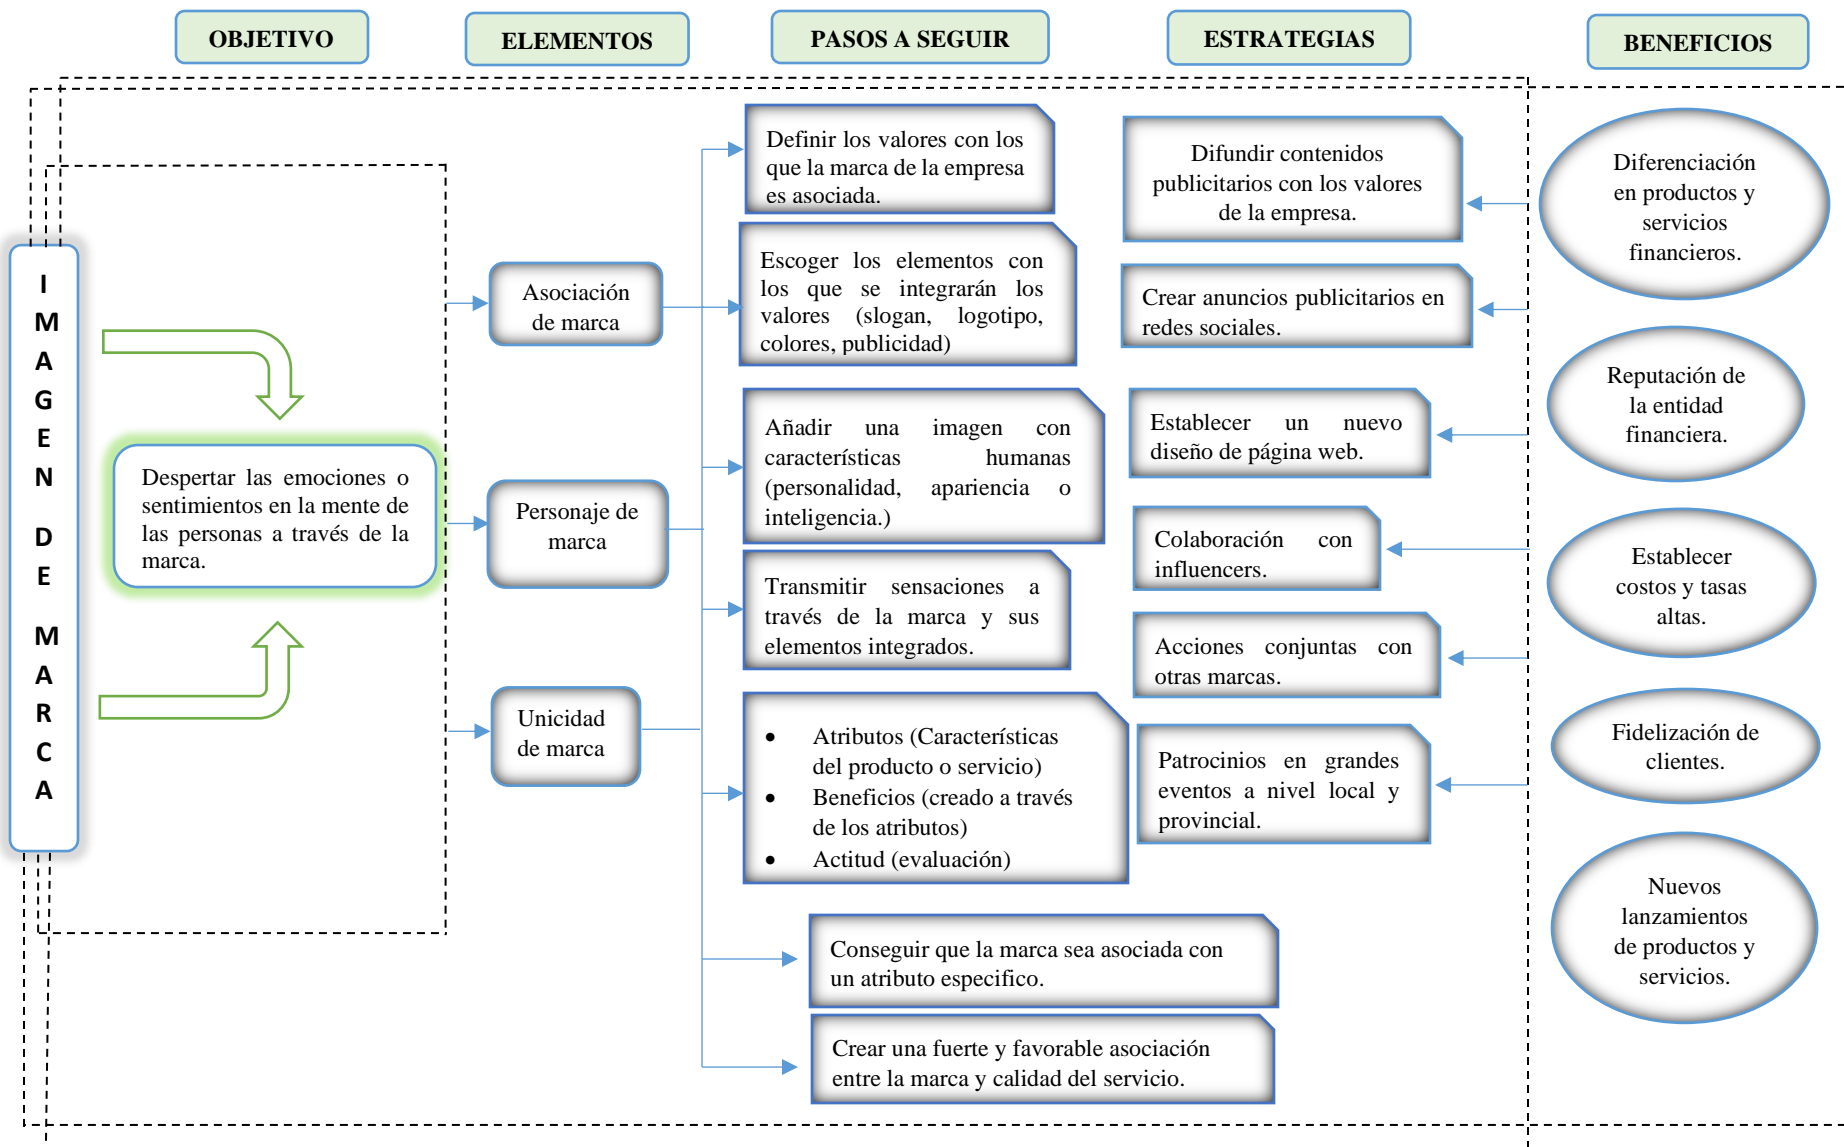 OBJETIVO
ELEMENTOS
PASOS A SEGUIR
ESTRATEGIAS
BENEFICIOS
I
M
A
G
E
N
D
E
M
A
R
C
A
Despertar las emociones o
sentimientos en la mente de
las personas a través de la
marca.
Asociación
de marca
Personaje de
marca
Unicidad
de marca
Definir los valores con los
que la marca de la empresa
es asociada.
Escoger los elementos con
los que se integrarán los
valores (slogan, logotipo,
colores, publicidad)
Añadir una imagen con
características humanas
(personalidad, apariencia o
inteligencia.)
Transmitir sensaciones a
través de la marca y sus
elementos integrados.
• Atributos (Características
del producto o servicio)
• Beneficios (creado a través
de los atributos)
• Actitud (evaluación)
Conseguir que la marca sea asociada con
un atributo especifico.
Crear una fuerte y favorable asociación
entre la marca y calidad del servicio.
Difundir contenidos
publicitarios con los valores
de la empresa.
Crear anuncios publicitarios en
redes sociales.
Establecer un nuevo
diseño de página web.
Colaboración con
influencers.
Acciones conjuntas con
otras marcas.
Patrocinios en grandes
eventos a nivel local y
provincial.
Diferenciación
en productos y
servicios
financieros.
Reputación de
la entidad
financiera.
Establecer
costos y tasas
altas.
Fidelización de
clientes.
Nuevos
lanzamientos
de productos y
servicios.